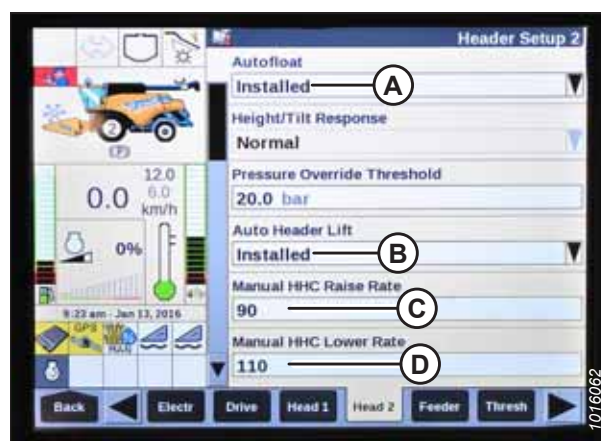 Header Setup 2
Autofloat
Installed
A
Height/Tilt Response
Normal
Pressure Override Threshold
20.0 bar
Auto Header Lift
Installed
B
Manual HHC Raise Rate
90
C
Manual HHC Lower Rate
110
D
2
(P)
0.0
12.0
6.0
km/h
0%
9:23 am - Jan 13, 2016
GPS
Back
Electr
Drive
Head 1
Head 2
Feeder
Thresh
1016062